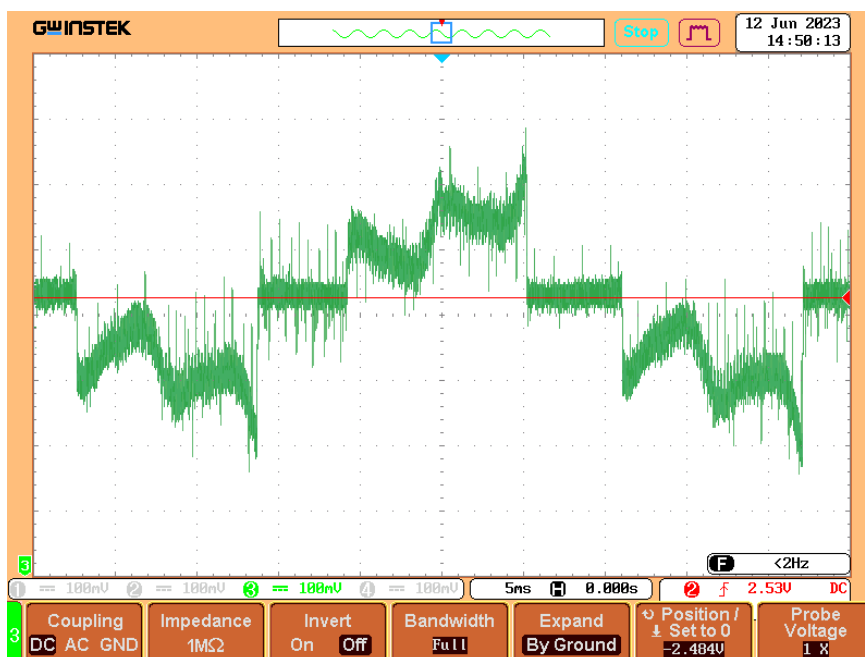 GWINSTEK
Stop
12 Jun 2023
14:50:13
3
F <2Hz
1 100mV 2 100mV 3 100mV 4 100mV 5ms H 0.000s 2 2.53V DC
3
Coupling
DC AC GND
Impedance
1MΩ
Invert
On Off
Bandwidth
Full
Expand
By Ground
Position /
Set to 0
-2.484V
Probe
Voltage
1 X